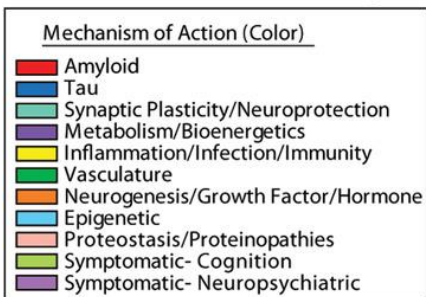 Mechanism of Action (Color)
Amyloid
Tau
Synaptic Plasticity/Neuroprotection
Metabolism/Bioenergetics
Inflammation/Infection/Immunity
Vasculature
Neurogenesis/Growth Factor/Hormone
Epigenetic
Proteostasis/Proteinopathies
Symptomatic- Cognition
Symptomatic- Neuropsychiatric